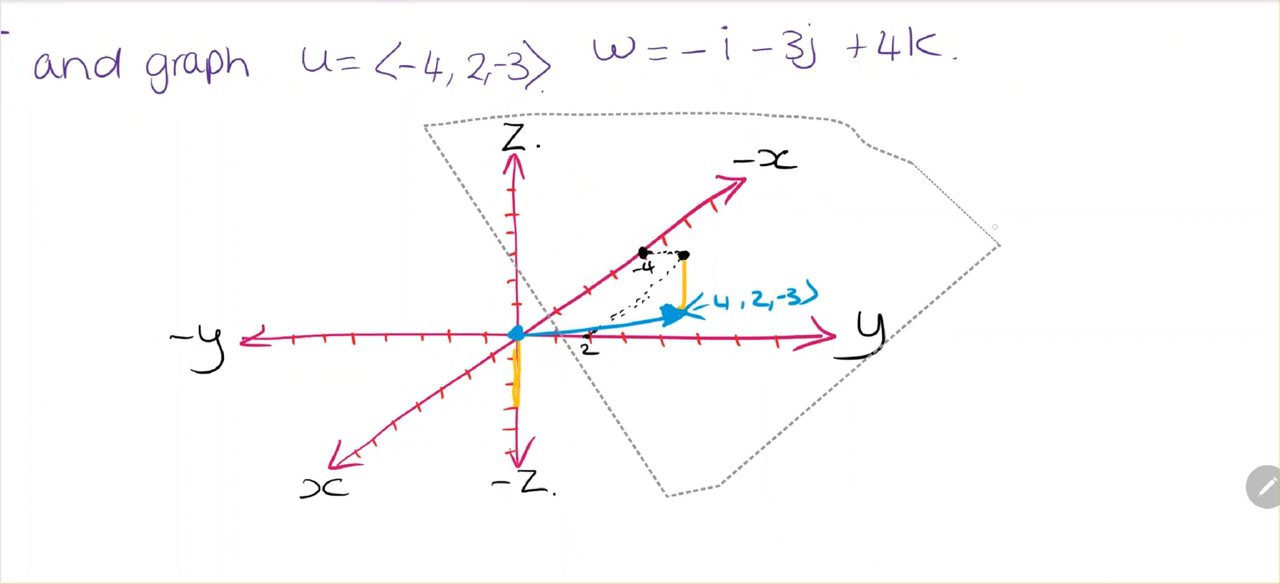 and graph u = <-4, 2, -3> w = -i - 3j + 4k.
z.
-x
-4
<-4, 2, -3>
-y
y
2
x
-z.